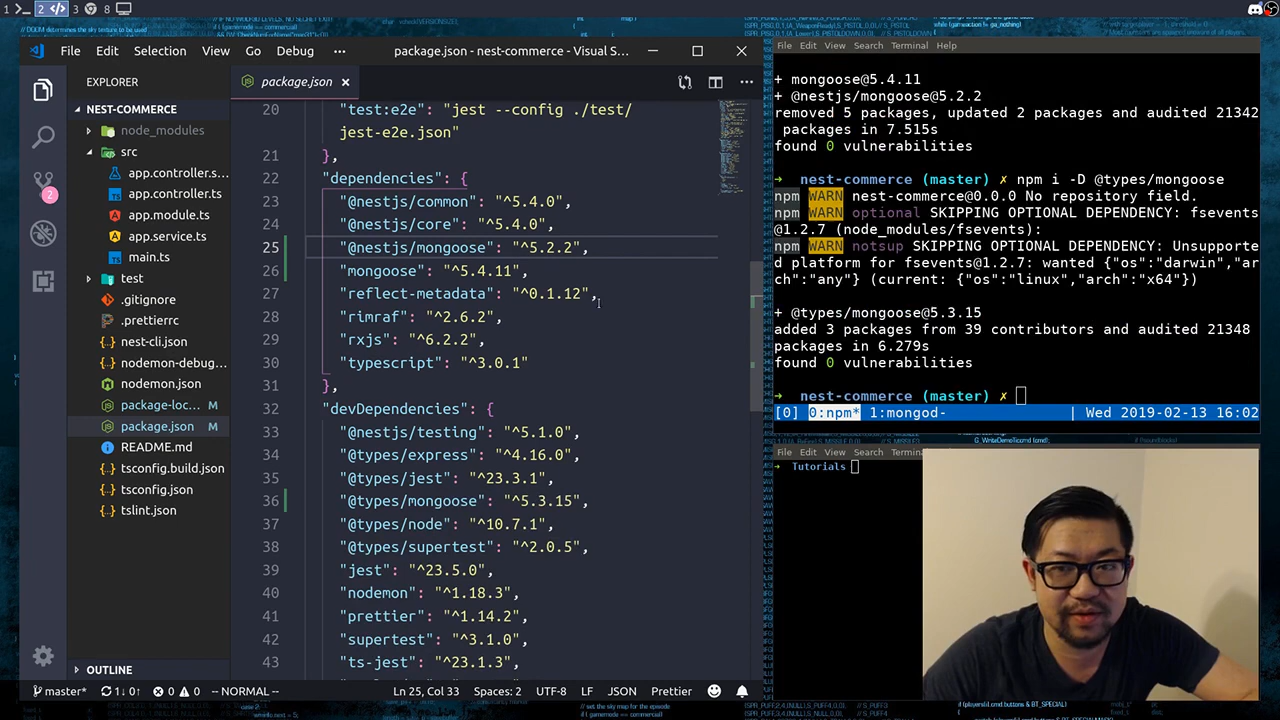 1
2
3
8
File Edit Selection View Go Debug ··· package.json - nest-commerce - Visual S...
EXPLORER
NEST-COMMERCE
node_modules
src
app.controller.s...
app.controller.ts
app.module.ts
app.service.ts
main.ts
test
.gitignore
.prettierrc
nest-cli.json
nodemon-debug...
nodemon.json
package-loc... M
package.json M
README.md
tsconfig.build.json
tsconfig.json
tslint.json
OUTLINE
2
package.json
20 "test:e2e": "jest --config ./test/
jest-e2e.json"
21 },
22 "dependencies": {
23 "@nestjs/common": "^5.4.0",
24 "@nestjs/core": "^5.4.0",
25 "@nestjs/mongoose": "^5.2.2",
26 "mongoose": "^5.4.11",
27 "reflect-metadata": "^0.1.12",
28 "rimraf": "^2.6.2",
29 "rxjs": "^6.2.2",
30 "typescript": "^3.0.1"
31 },
32 "devDependencies": {
33 "@nestjs/testing": "^5.1.0",
34 "@types/express": "^4.16.0",
35 "@types/jest": "^23.3.1",
36 "@types/mongoose": "^5.3.15",
37 "@types/node": "^10.7.1",
38 "@types/supertest": "^2.0.5",
39 "jest": "^23.5.0",
40 "nodemon": "^1.18.3",
41 "prettier": "^1.14.2",
42 "supertest": "^3.1.0",
43 "ts-jest": "^23.1.3",
master* 1↓ 0↑ 0 0 -- NORMAL -- Ln 25, Col 33 Spaces: 2 UTF-8 LF JSON Prettier
File Edit View Search Terminal Help
+ mongoose@5.4.11
+ @nestjs/mongoose@5.2.2
removed 5 packages, updated 2 packages and audited 21342
packages in 7.515s
found 0 vulnerabilities
➜ nest-commerce (master) ✗ npm i -D @types/mongoose
npm WARN nest-commerce@0.0.0 No repository field.
npm WARN optional SKIPPING OPTIONAL DEPENDENCY: fsevents
@1.2.7 (node_modules/fsevents):
npm WARN notsup SKIPPING OPTIONAL DEPENDENCY: Unsupporte
d platform for fsevents@1.2.7: wanted {"os":"darwin","ar
ch":"any"} (current: {"os":"linux","arch":"x64"})
+ @types/mongoose@5.3.15
added 3 packages from 39 contributors and audited 21348
packages in 6.279s
found 0 vulnerabilities
➜ nest-commerce (master) ✗
[0] 0:npm* 1:mongod- | Wed 2019-02-13 16:02
File Edit View Search Termin
➜ Tutorials